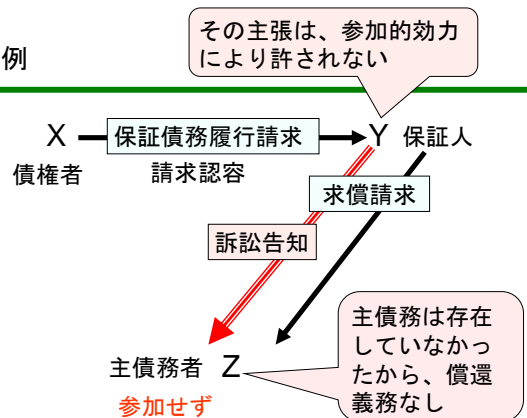 その主張は、参加的効力
により許されない
例
X
保証債務履行請求
Y 保証人
債権者
請求認容
求償請求
訴訟告知
主債務者 Z
参加せず
主債務は存在
していなかっ
たから、償還
義務なし